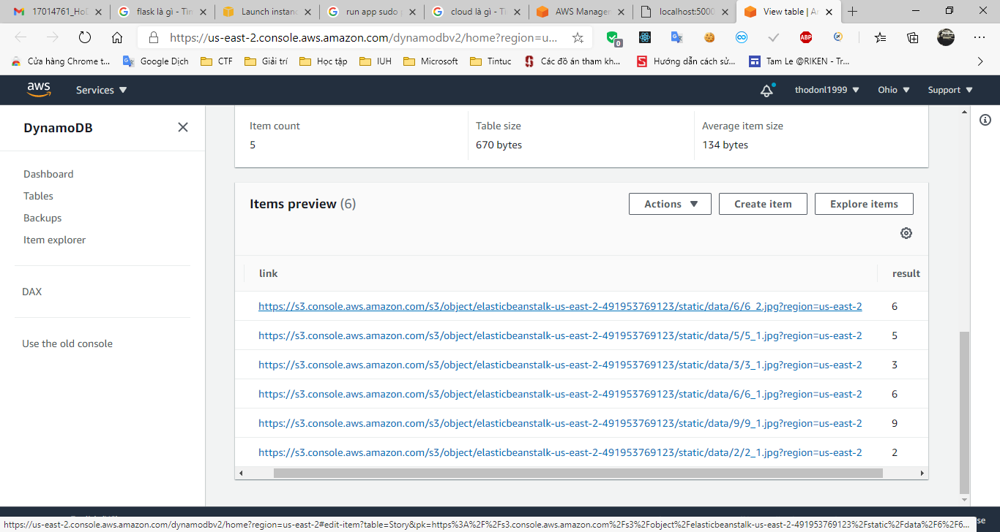 17014761_Hol
flask là gì - Tìm
Launch instanc
run app sudo p
cloud là gì - Tì
AWS Manager
localhost:5000
View table | A
https://us-east-2.console.aws.amazon.com/dynamodbv2/home?region=u...
0
ABP
Cửa hàng Chrome t...
Google Dịch
CTF
Giải trí
Học tập
IUH
Microsoft
Tintuc
Các đồ án tham kh...
Hướng dẫn cách sử...
Tam Le @RIKEN - Tr...
aws
Services
thodonl1999
Ohio
Support
DynamoDB
Dashboard
Tables
Backups
Item explorer
DAX
Use the old console
Item count
Table size
Average item size
5
670 bytes
134 bytes
Items preview (6)
Actions
Create item
Explore items
link
result
https://s3.console.aws.amazon.com/s3/object/elasticbeanstalk-us-east-2-491953769123/static/data/6/6_2.jpg?region=us-east-2 6
https://s3.console.aws.amazon.com/s3/object/elasticbeanstalk-us-east-2-491953769123/static/data/5/5_1.jpg?region=us-east-2 5
https://s3.console.aws.amazon.com/s3/object/elasticbeanstalk-us-east-2-491953769123/static/data/3/3_1.jpg?region=us-east-2 3
https://s3.console.aws.amazon.com/s3/object/elasticbeanstalk-us-east-2-491953769123/static/data/6/6_1.jpg?region=us-east-2 6
https://s3.console.aws.amazon.com/s3/object/elasticbeanstalk-us-east-2-491953769123/static/data/9/9_1.jpg?region=us-east-2 9
https://s3.console.aws.amazon.com/s3/object/elasticbeanstalk-us-east-2-491953769123/static/data/2/2_1.jpg?region=us-east-2 2
https://us-east-2.console.aws.amazon.com/dynamodbv2/home?region=us-east-2#edit-item?table=Story&pk=https%3A%2F%2Fs3.console.aws.amazon.com%2Fs3%2Fobject%2Felasticbeanstalk-us-east-2-491953769123%2Fstatic%2Fdata%2F6%2F6...
se